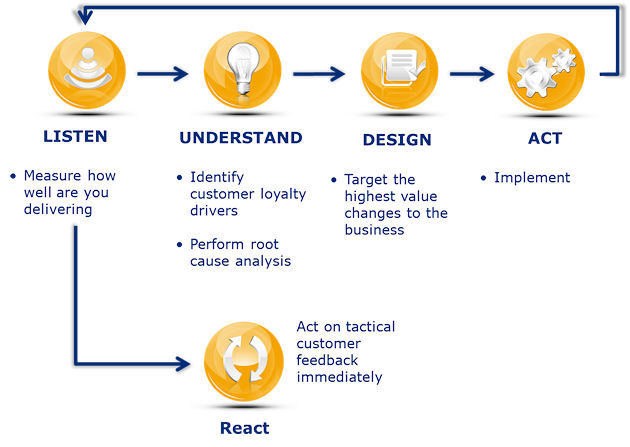 LISTEN
• Measure how
well are you
delivering
UNDERSTAND
• Identify
customer loyalty
drivers
• Perform root
cause analysis
DESIGN
• Target the
highest value
changes to the
business
ACT
• Implement
React
Act on tactical
customer
feedback
immediately